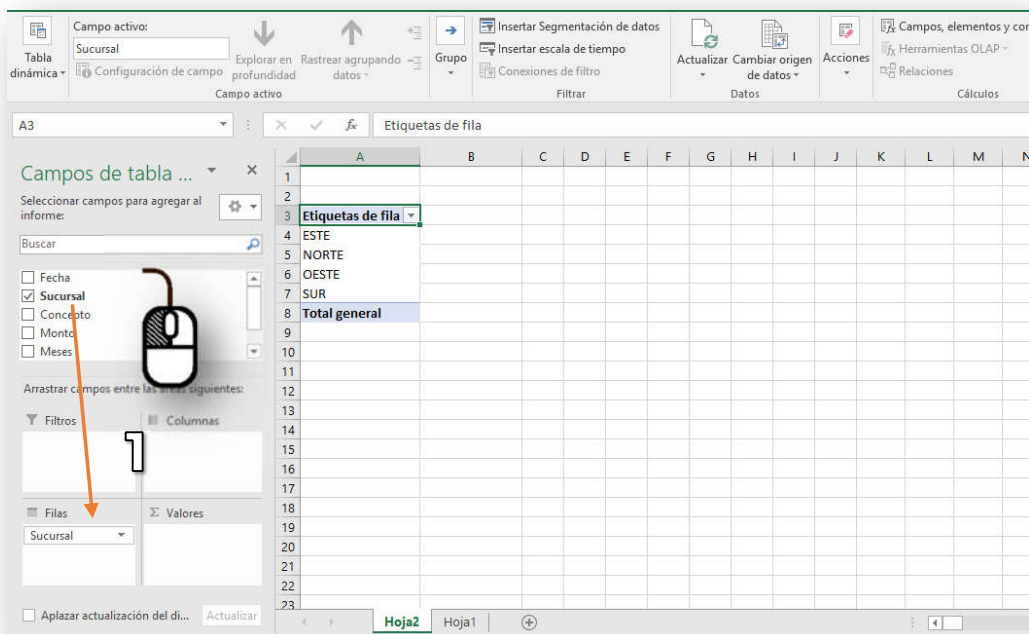 Campo activo:
Sucursal
Tabla
dinámica
Configuración de campo
Explorar en
profundidad
Rastrear agrupando
datos
Campo activo
Grupo
Insertar Segmentación de datos
Insertar escala de tiempo
Conexiones de filtro
Filtrar
Actualizar
Cambiar origen
de datos
Datos
Acciones
Campos, elementos y con
Herramientas OLAP
Relaciones
Cálculos
A3
fx
Etiquetas de fila
Campos de tabla ...
Seleccionar campos para agregar al
informe:
Buscar
Fecha
Sucursal
Concepto
Monto
Meses
Arrastrar campos entre las áreas siguientes:
Filtros
Columnas
1
Filas
Σ Valores
Sucursal
Aplazar actualización del di...
Actualizar
A B C D E F G H I J K L M N
1
2
3 Etiquetas de fila
4 ESTE
5 NORTE
6 OESTE
7 SUR
8 Total general
9
10
11
12
13
14
15
16
17
18
19
20
21
22
23
Hoja2 Hoja1